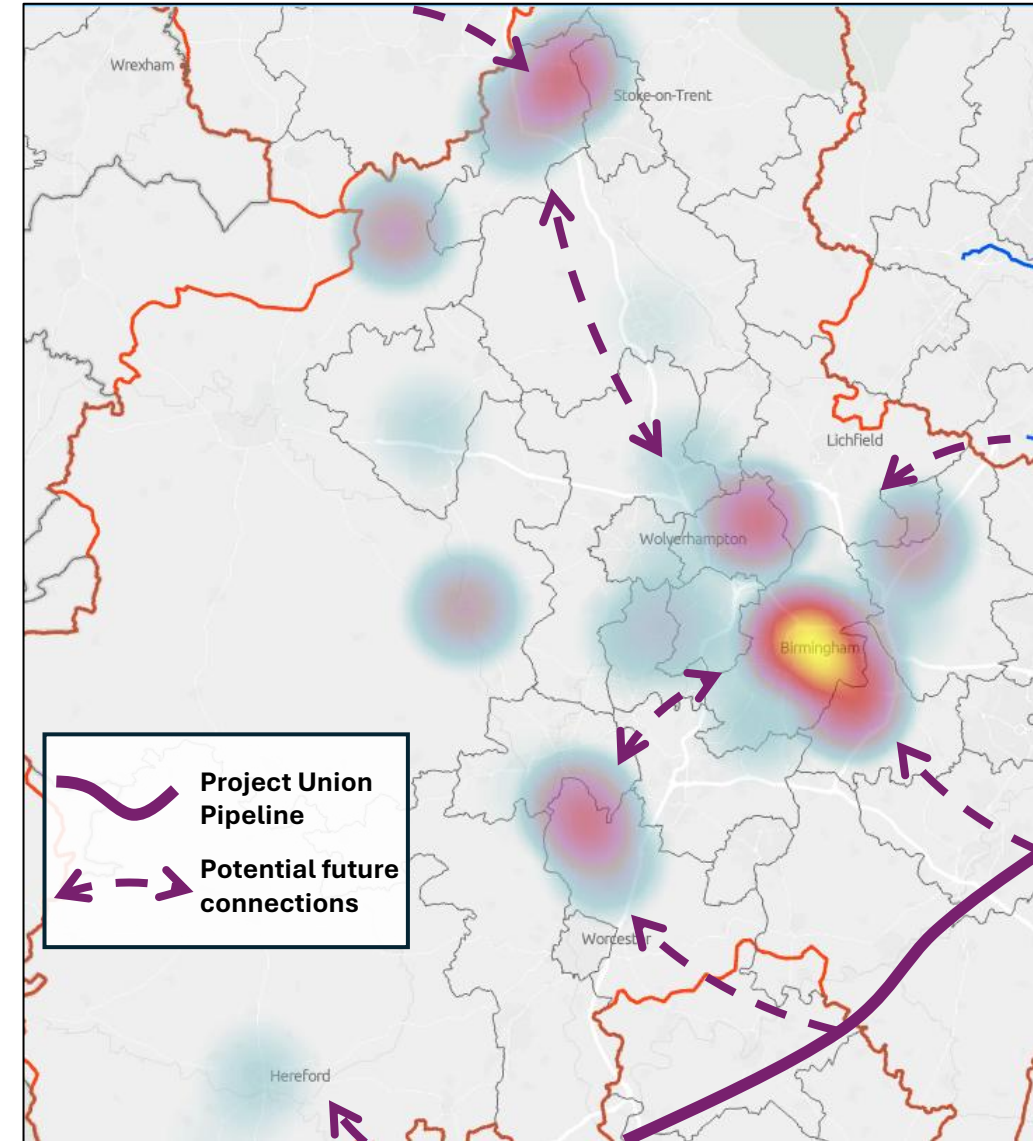 Wrexham
Stoke-on-Trent
Lichfield
Wolverhampton
Birmingham
Project Union
Pipeline
Potential future
connections
Worcester
Hereford